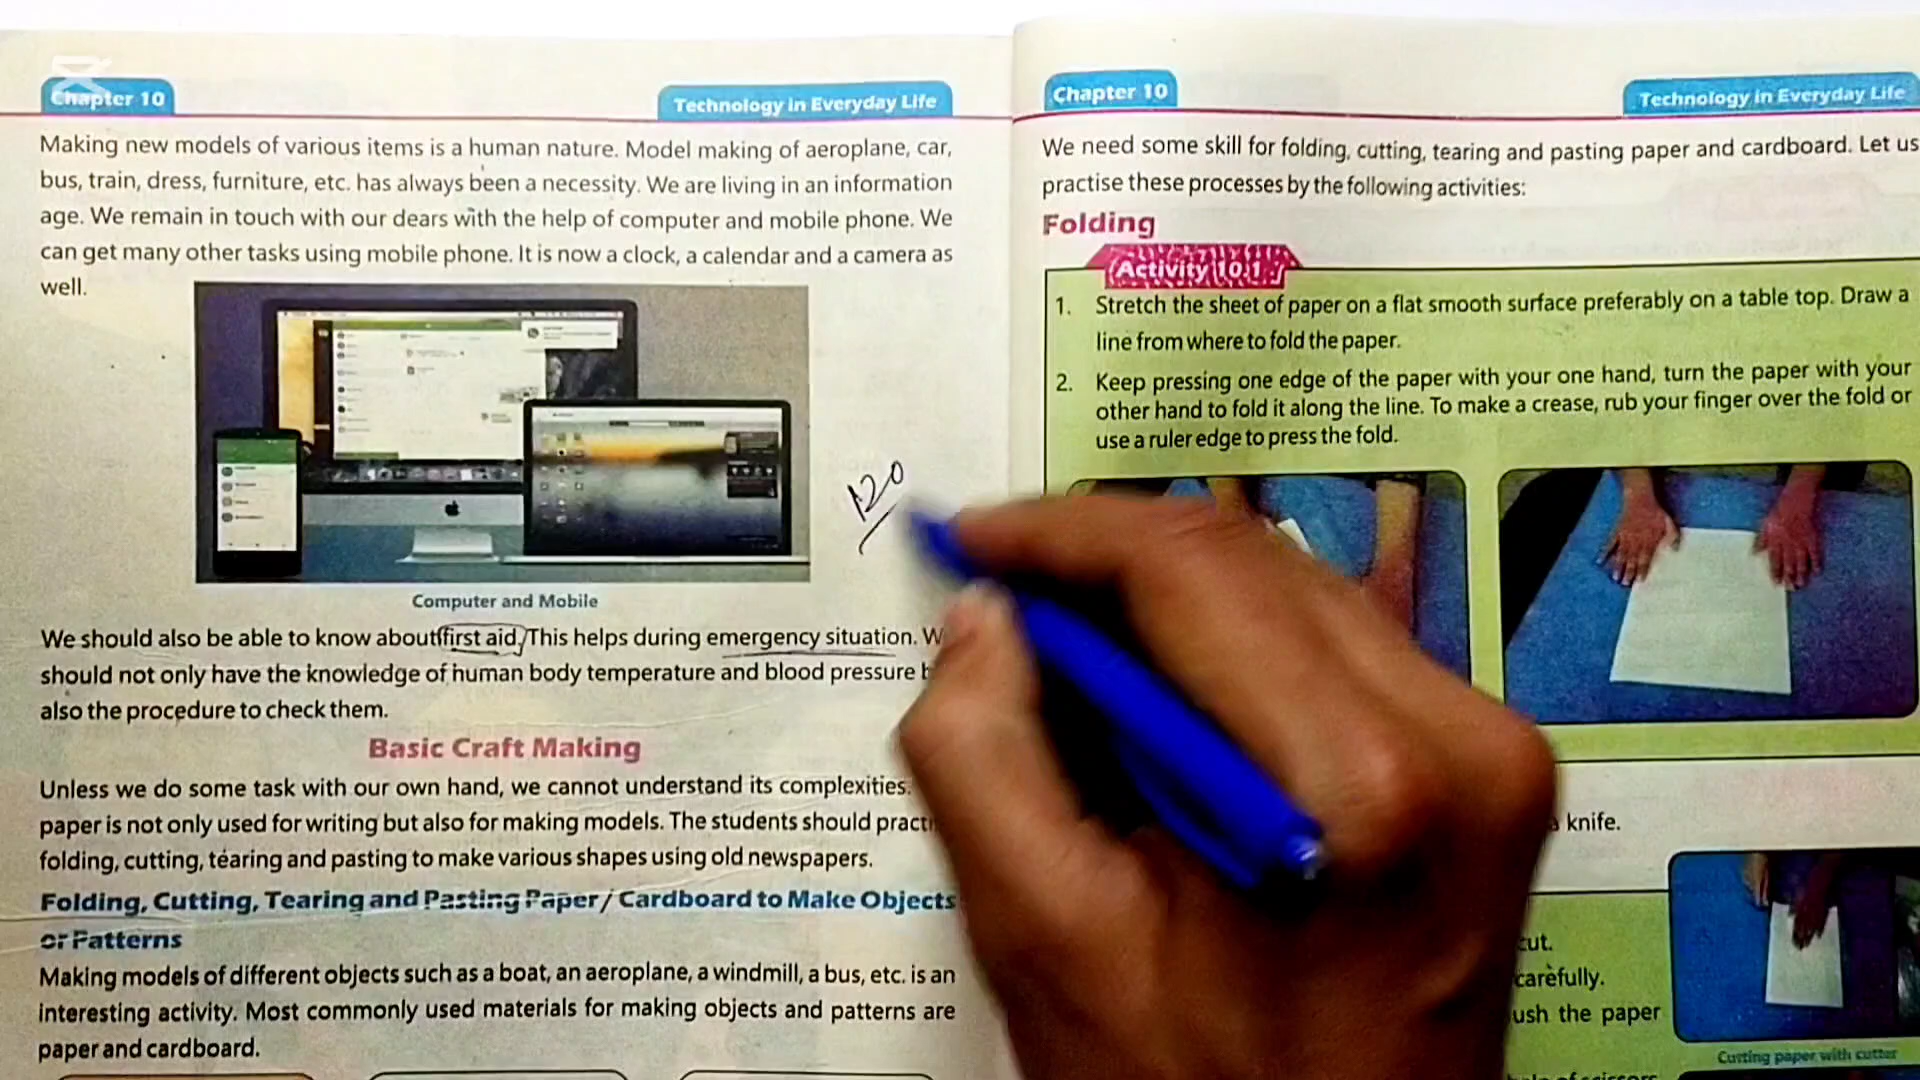 Chapter 10
Technology in Everyday Life
Making new models of various items is a human nature. Model making of aeroplane, car,
bus, train, dress, furniture, etc. has always been a necessity. We are living in an information
age. We remain in touch with our dears with the help of computer and mobile phone. We
can get many other tasks using mobile phone. It is now a clock, a calendar and a camera as
well.
120
Computer and Mobile
We should also be able to know about first aid. This helps during emergency situation.
should not only have the knowledge of human body temperature and blood pressure
also the procedure to check them.
Basic Craft Making
Unless we do some task with our own hand, we cannot understand its complexities.
paper is not only used for writing but also for making models. The students should
folding, cutting, tearing and pasting to make various shapes using old newspapers.
Folding, Cutting, Tearing and Pasting Paper / Cardboard to Make Objects
or Patterns
Making models of different objects such as a boat, an aeroplane, a windmill, a bus, etc. is an
interesting activity. Most commonly used materials for making objects and patterns are
paper and cardboard.
Chapter 10
Technology in Everyday Life
We need some skill for folding, cutting, tearing and pasting paper and cardboard. Let us
practise these processes by the following activities:
Folding
Activity 10.1
1. Stretch the sheet of paper on a flat smooth surface preferably on a table top. Draw a
line from where to fold the paper.
2. Keep pressing one edge of the paper with your one hand, turn the paper with your
other hand to fold it along the line. To make a crease, rub your finger over the fold or
use a ruler edge to press the fold.
knife.
cut.
carefully.
the paper
Cutting paper with cutter
of scissors